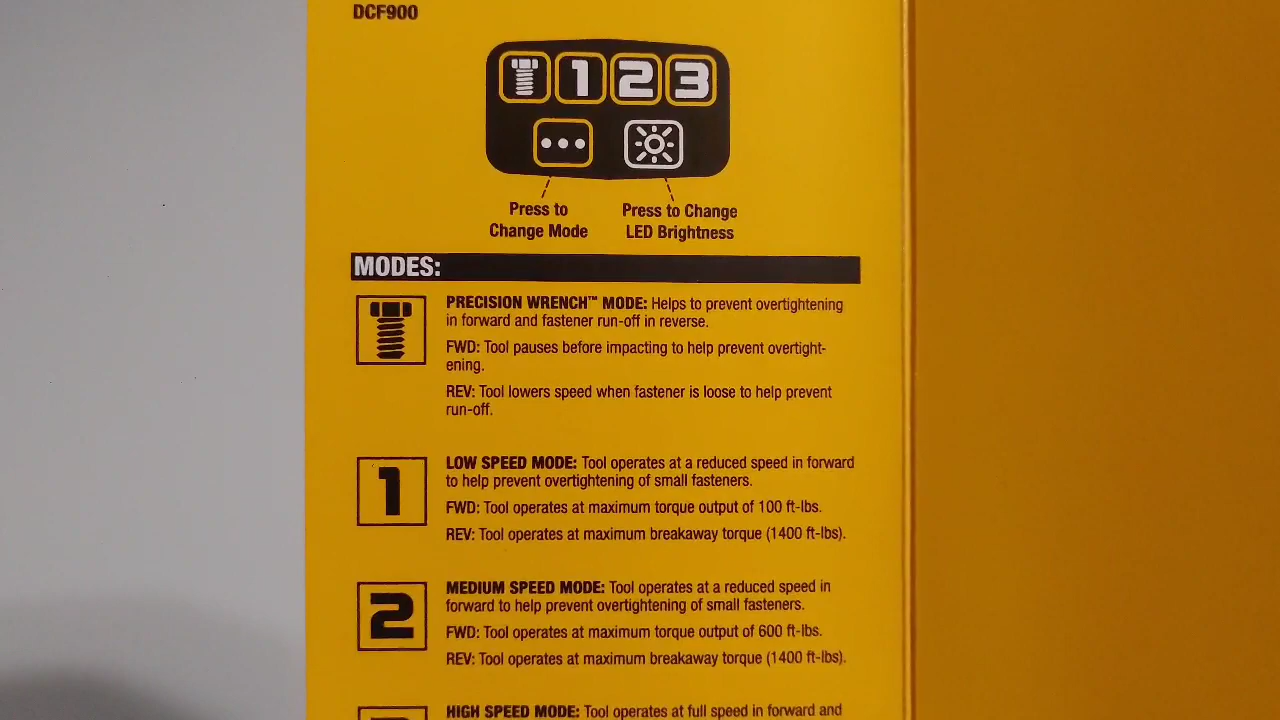 DCF900
1 2 3
Press to Change Mode
Press to Change LED Brightness
MODES:
PRECISION WRENCH™ MODE: Helps to prevent overtightening
in forward and fastener run-off in reverse.
FWD: Tool pauses before impacting to help prevent overtight-
ening.
REV: Tool lowers speed when fastener is loose to help prevent
run-off.
1
LOW SPEED MODE: Tool operates at a reduced speed in forward
to help prevent overtightening of small fasteners.
FWD: Tool operates at maximum torque output of 100 ft-lbs.
REV: Tool operates at maximum breakaway torque (1400 ft-lbs).
2
MEDIUM SPEED MODE: Tool operates at a reduced speed in
forward to help prevent overtightening of small fasteners.
FWD: Tool operates at maximum torque output of 600 ft-lbs.
REV: Tool operates at maximum breakaway torque (1400 ft-lbs).
HIGH SPEED MODE: Tool operates at full speed in forward and